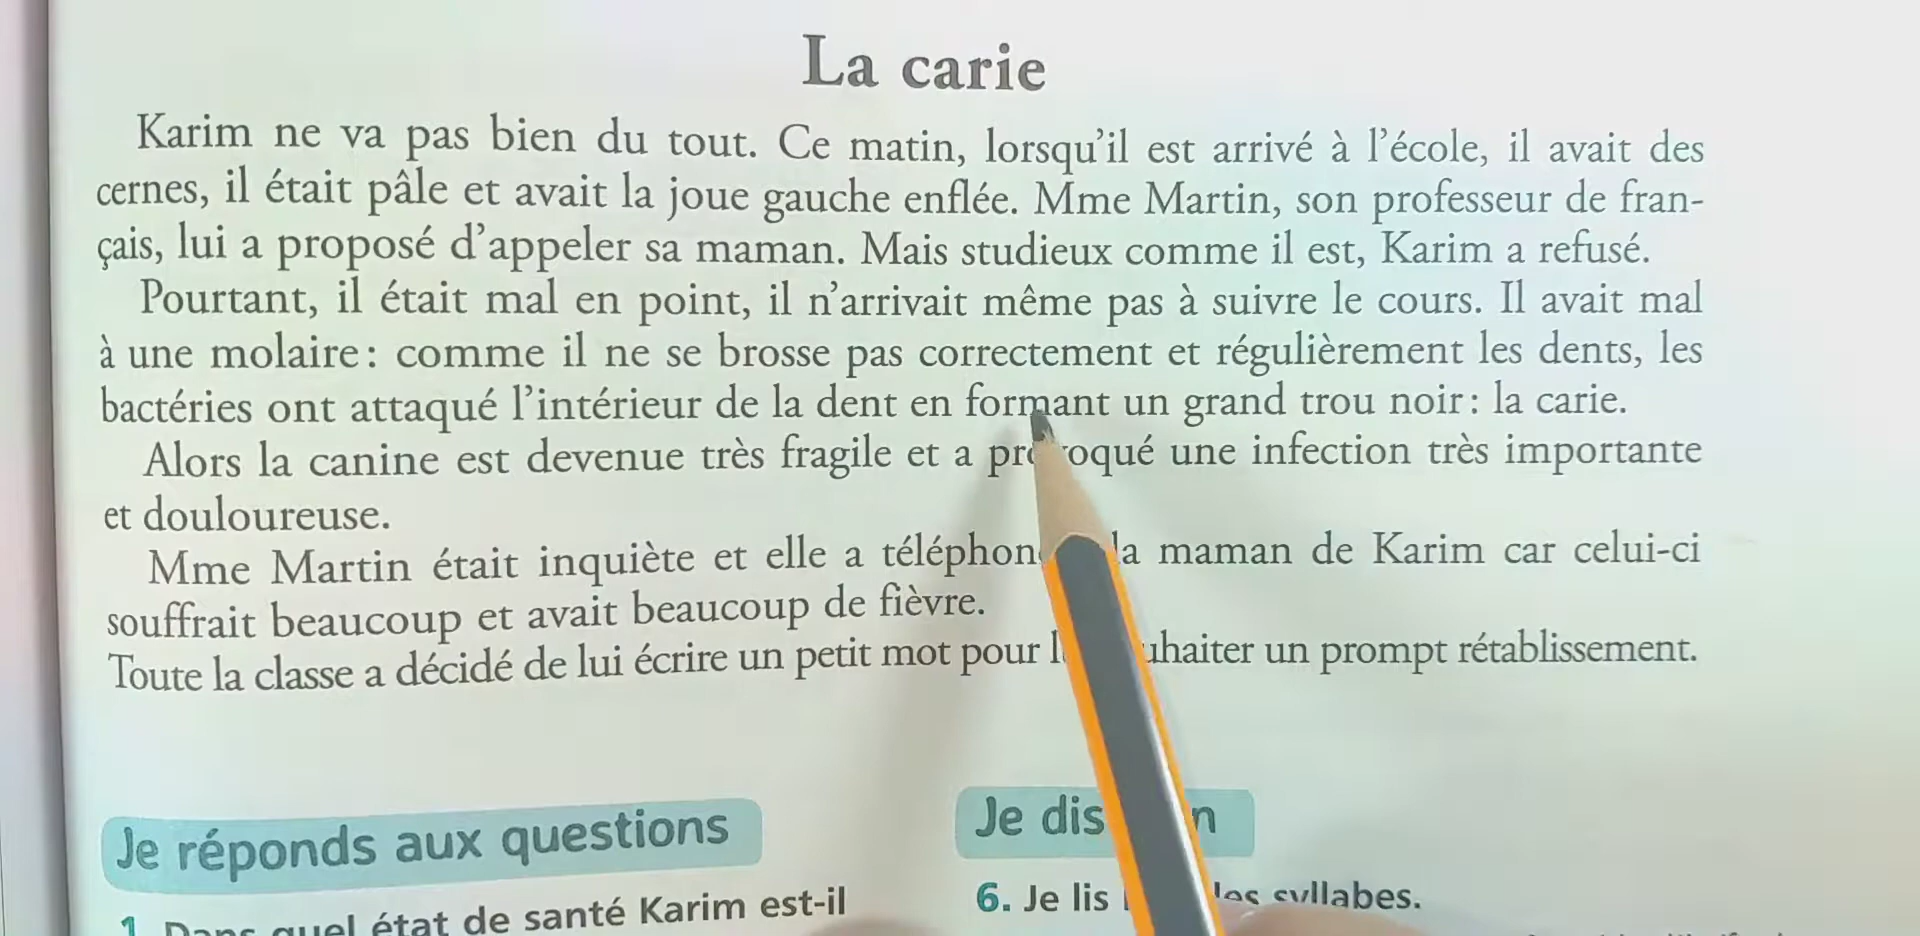 La carie
Karim ne va pas bien du tout. Ce matin, lorsqu'il est arrivé à l'école, il avait des
cernes, il était pâle et avait la joue gauche enflée. Mme Martin, son professeur de fran-
çais, lui a proposé d'appeler sa maman. Mais studieux comme il est, Karim a refusé.
Pourtant, il était mal en point, il n'arrivait même pas à suivre le cours. Il avait mal
à une molaire : comme il ne se brosse pas correctement et régulièrement les dents, les
bactéries ont attaqué l'intérieur de la dent en formant un grand trou noir : la carie.
Alors la canine est devenue très fragile et a provoqué une infection très importante
et douloureuse.
Mme Martin était inquiète et elle a la maman de Karim car celui-ci
souffrait beaucoup et avait beaucoup de fièvre.
Toute la classe a décidé de lui écrire un petit mot pour un prompt rétablissement.
Je réponds aux questions
1. Dans quel état de santé Karim est-il
Je
6. Je lis syllabes.